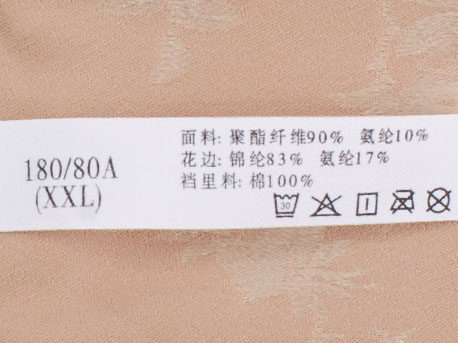 180/80A
(XXL)
面料: 聚酯纤维90% 氨纶10%
花边: 锦纶83% 氨纶17%
裆里料: 棉100%
30